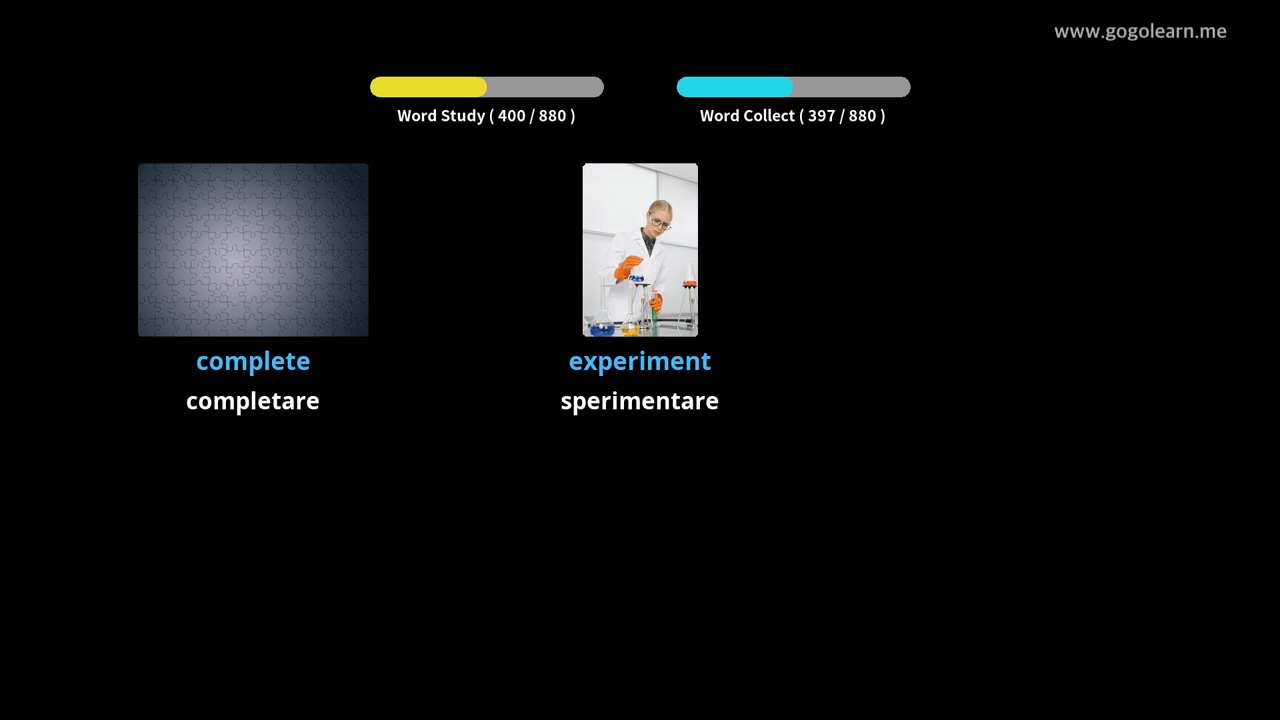 www.gogolearn.me
Word Study ( 400 / 880 )
Word Collect ( 397 / 880 )
complete
completare
experiment
sperimentare